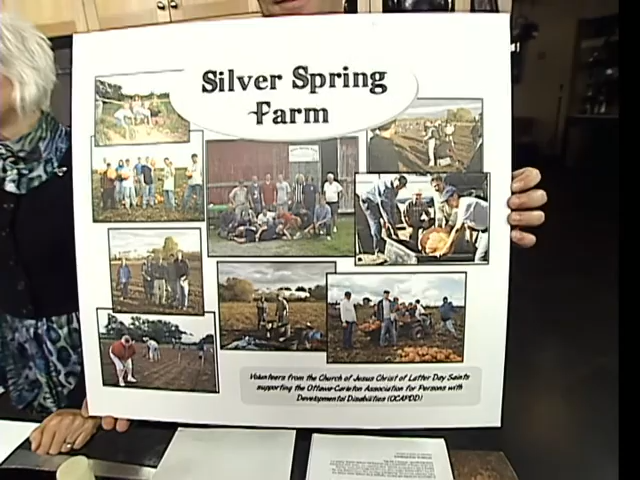 Silver Spring
Farm
Volunteers from the Church of Jesus Christ of Latter Day Saints
supporting the Ottawa-Carleton Association for Persons with
Developmental Disabilities (OCAPDD)